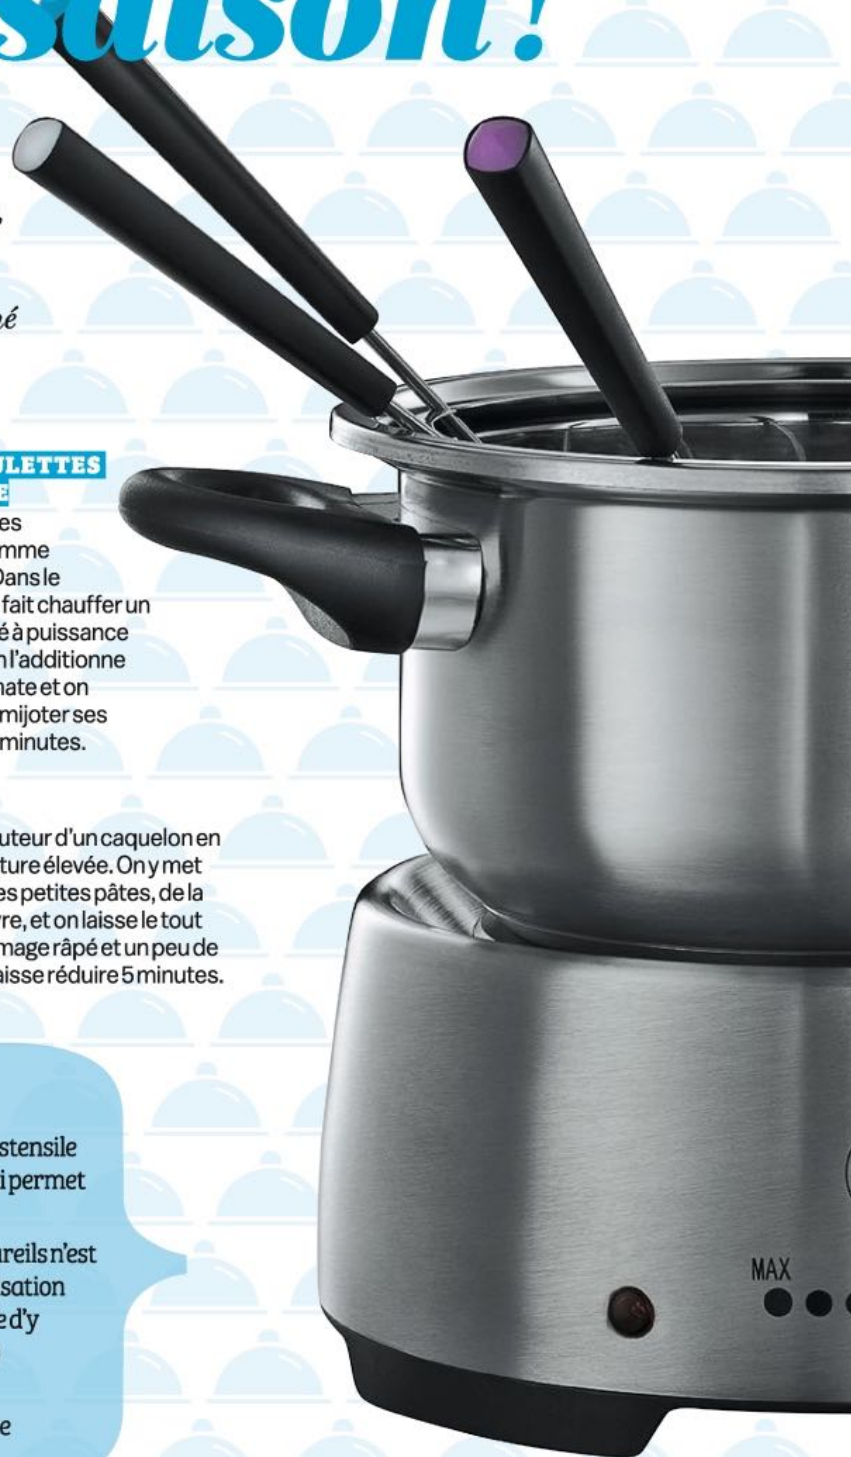 saison!
é
ULETTES
E
es
mme
Dans le
fait chauffer un
é à puissance
n l'additionne
mate et on
mijoter ses
minutes.
uteur d'un caquelon en
ture élevée. On y met
es petites pâtes, de la
vre, et on laisse le tout
mage râpé et un peu de
aisse réduire 5 minutes.
stensile
i permet
reils n'est
sation
e d'y
e
MAX